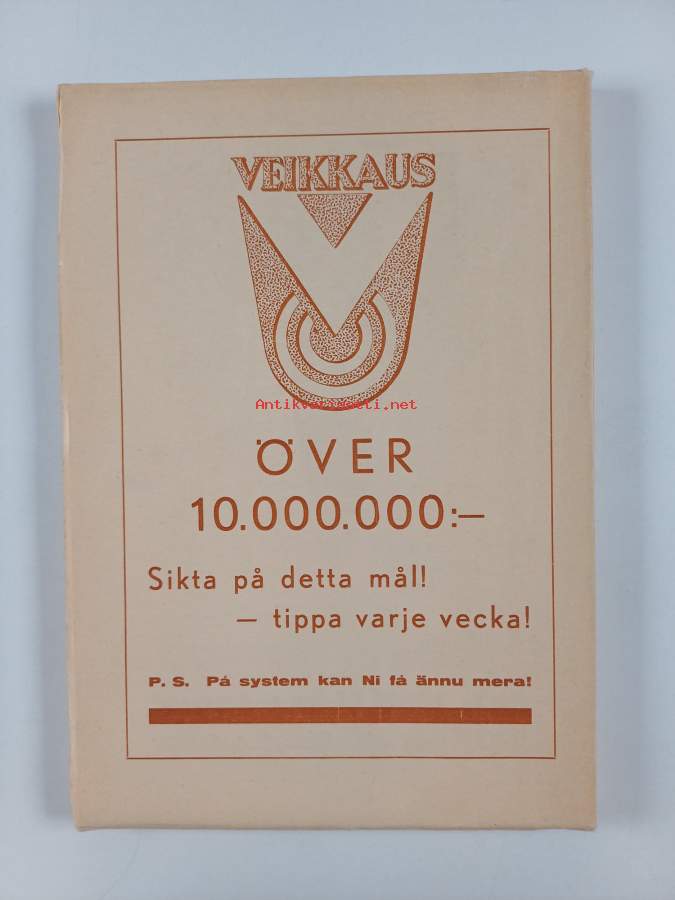 VEIKKAUS
Antikvariaatti.net
ÖVER
10.000.000:—
Sikta på detta mål!
— tippa varje vecka!
P. S. På system kan Ni få ännu mera!